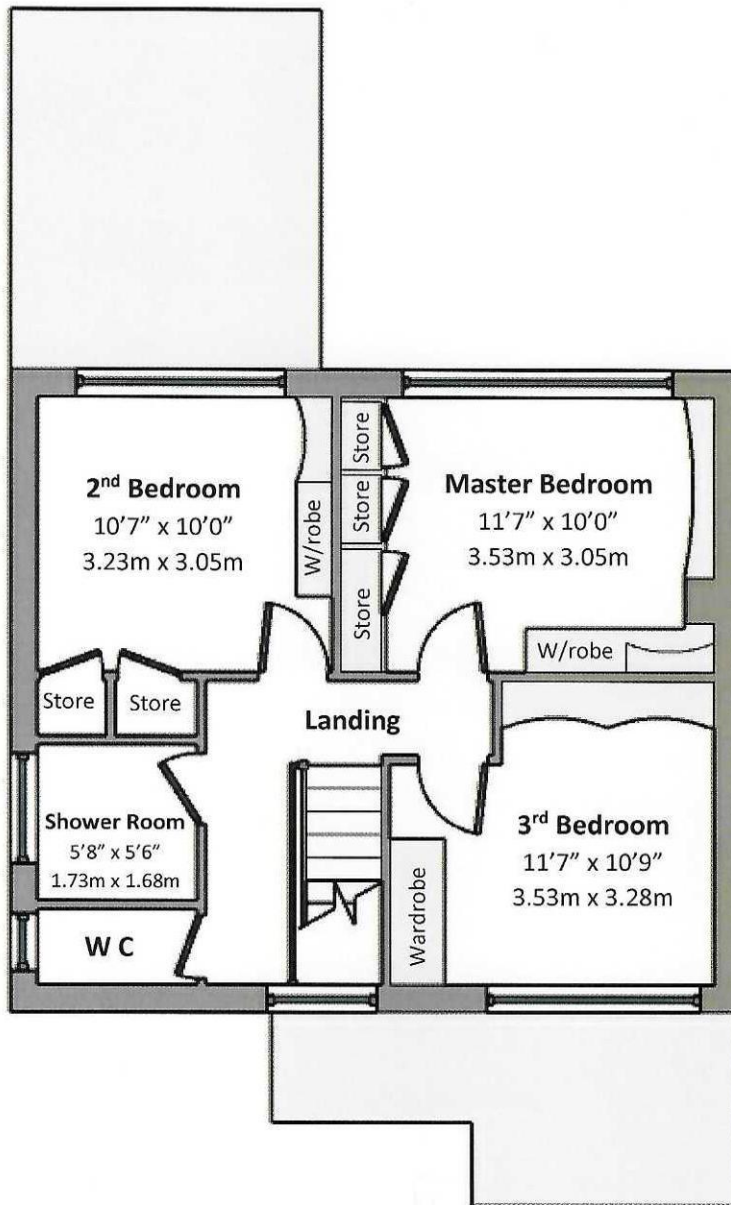 2nd Bedroom
10'7" x 10'0"
3.23m x 3.05m
W/robe
Store
Store
Store
Store
Store
Master Bedroom
11'7" x 10'0"
3.53m x 3.05m
W/robe
Landing
Shower Room
5'8" x 5'6"
1.73m x 1.68m
W C
Wardrobe
3rd Bedroom
11'7" x 10'9"
3.53m x 3.28m